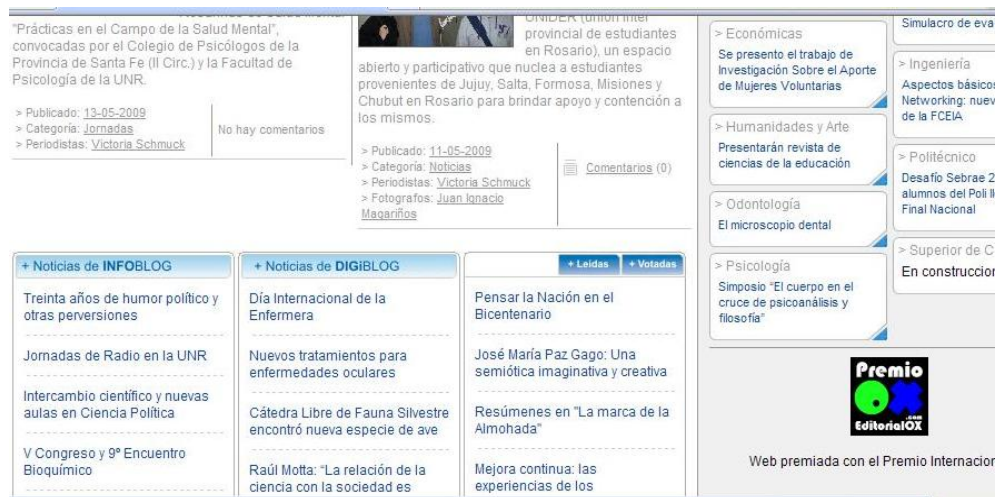 "Prácticas en el Campo de la Salud Mental",
convocadas por el Colegio de Psicólogos de la
Provincia de Santa Fe (II Circ.) y la Facultad de
Psicología de la UNR.
> Publicado: 13-05-2009
> Categoría: Jornadas
> Periodistas: Victoria Schmuck
No hay comentarios
UNIDER (unión inter
provincial de estudiantes
en Rosario), un espacio
abierto y participativo que nuclea a estudiantes
provenientes de Jujuy, Salta, Formosa, Misiones y
Chubut en Rosario para brindar apoyo y contención a
los mismos.
> Publicado: 11-05-2009
> Categoría: Noticias
> Periodistas: Victoria Schmuck
> Fotografos: Juan Ignacio
Magariños
Comentarios (0)
+ Noticias de INFOBLOG
Treinta años de humor político y
otras perversiones
Jornadas de Radio en la UNR
Intercambio científico y nuevas
aulas en Ciencia Política
V Congreso y 9º Encuentro
Bioquímico
+ Noticias de DIGiBLOG
Día Internacional de la
Enfermera
Nuevos tratamientos para
enfermedades oculares
Cátedra Libre de Fauna Silvestre
encontró nueva especie de ave
Raúl Motta: "La relación de la
ciencia con la sociedad es
+ Leidas + Votadas
Pensar la Nación en el
Bicentenario
José María Paz Gago: Una
semiótica imaginativa y creativa
Resúmenes en "La marca de la
Almohada"
Mejora continua: las
experiencias de los
> Económicas
Se presento el trabajo de
Investigación Sobre el Aporte
de Mujeres Voluntarias
> Humanidades y Arte
Presentarán revista de
ciencias de la educación
> Odontología
El microscopio dental
> Psicología
Simposio "El cuerpo en el
cruce de psicoanálisis y
filosofía"
Simulacro de eva
> Ingeniería
Aspectos básicos
Networking: nuev
de la FCEIA
> Politécnico
Desafío Sebrae 2
alumnos del Poli ll
Final Nacional
> Superior de C
En construccion
Premio
OX
.com
EditorialOX
Web premiada con el Premio Internacion